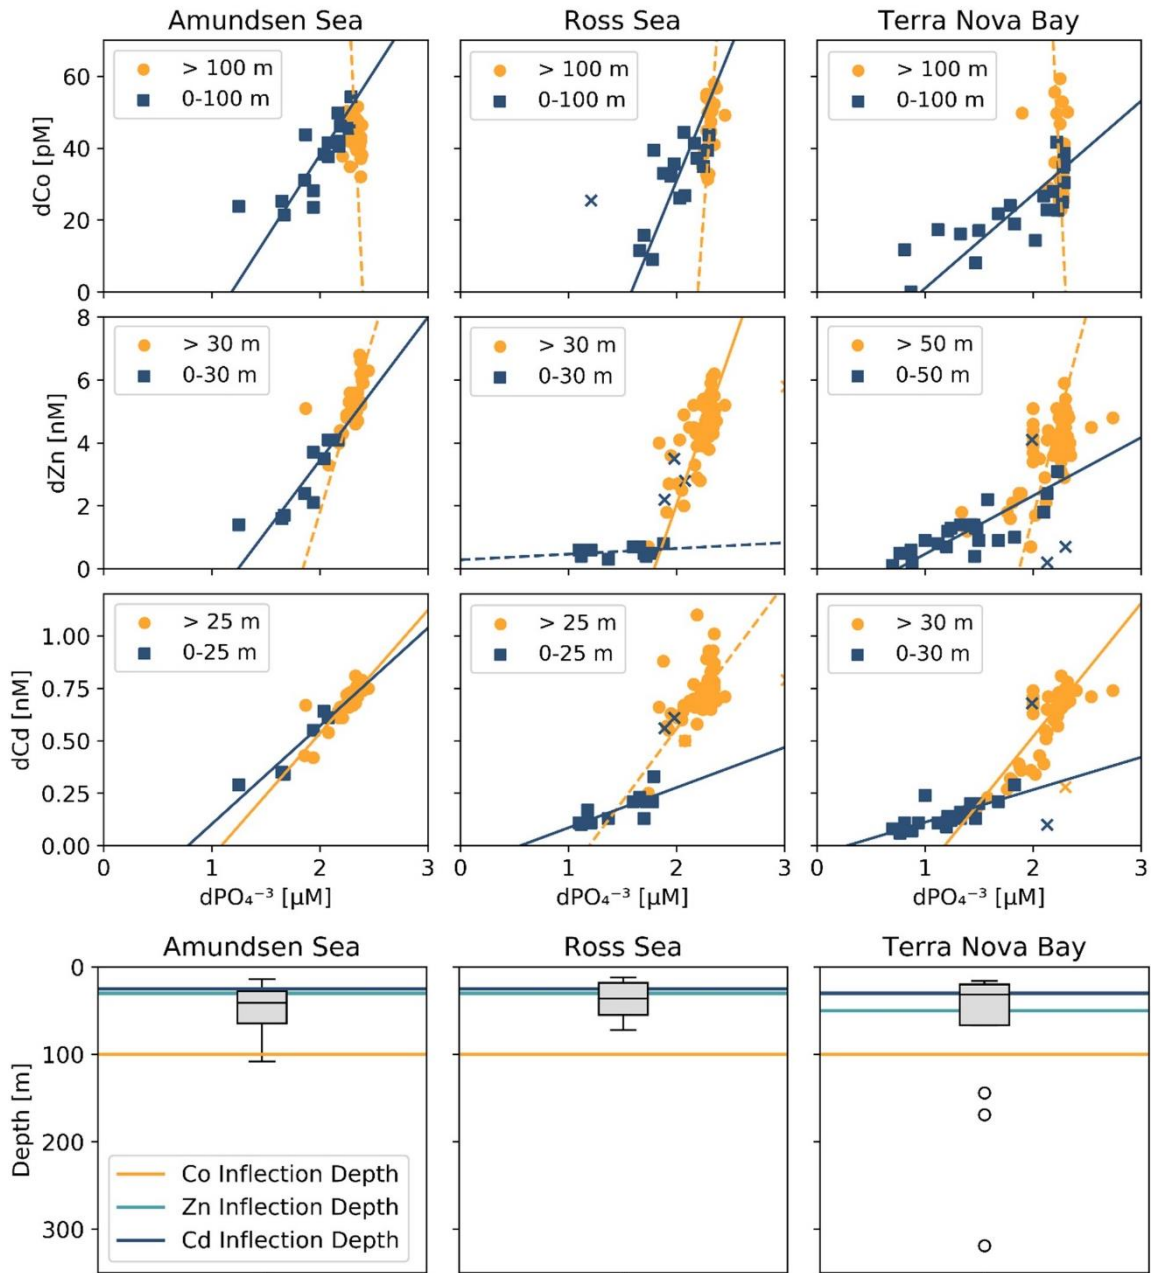 Amundsen Sea
Ross Sea
Terra Nova Bay
dCo [pM]
60
40
20
0
> 100 m
0-100 m
> 100 m
0-100 m
> 100 m
0-100 m
dZn [nM]
8
6
4
2
0
> 30 m
0-30 m
> 30 m
0-30 m
> 50 m
0-50 m
dCd [nM]
1.00
0.75
0.50
0.25
0.00
> 25 m
0-25 m
> 25 m
0-25 m
> 30 m
0-30 m
0 1 2 3
0 1 2 3
0 1 2 3
dPO₄⁻³ [μM]
dPO₄⁻³ [μM]
dPO₄⁻³ [μM]
Amundsen Sea
Ross Sea
Terra Nova Bay
Depth [m]
0
100
200
300
Co Inflection Depth
Zn Inflection Depth
Cd Inflection Depth